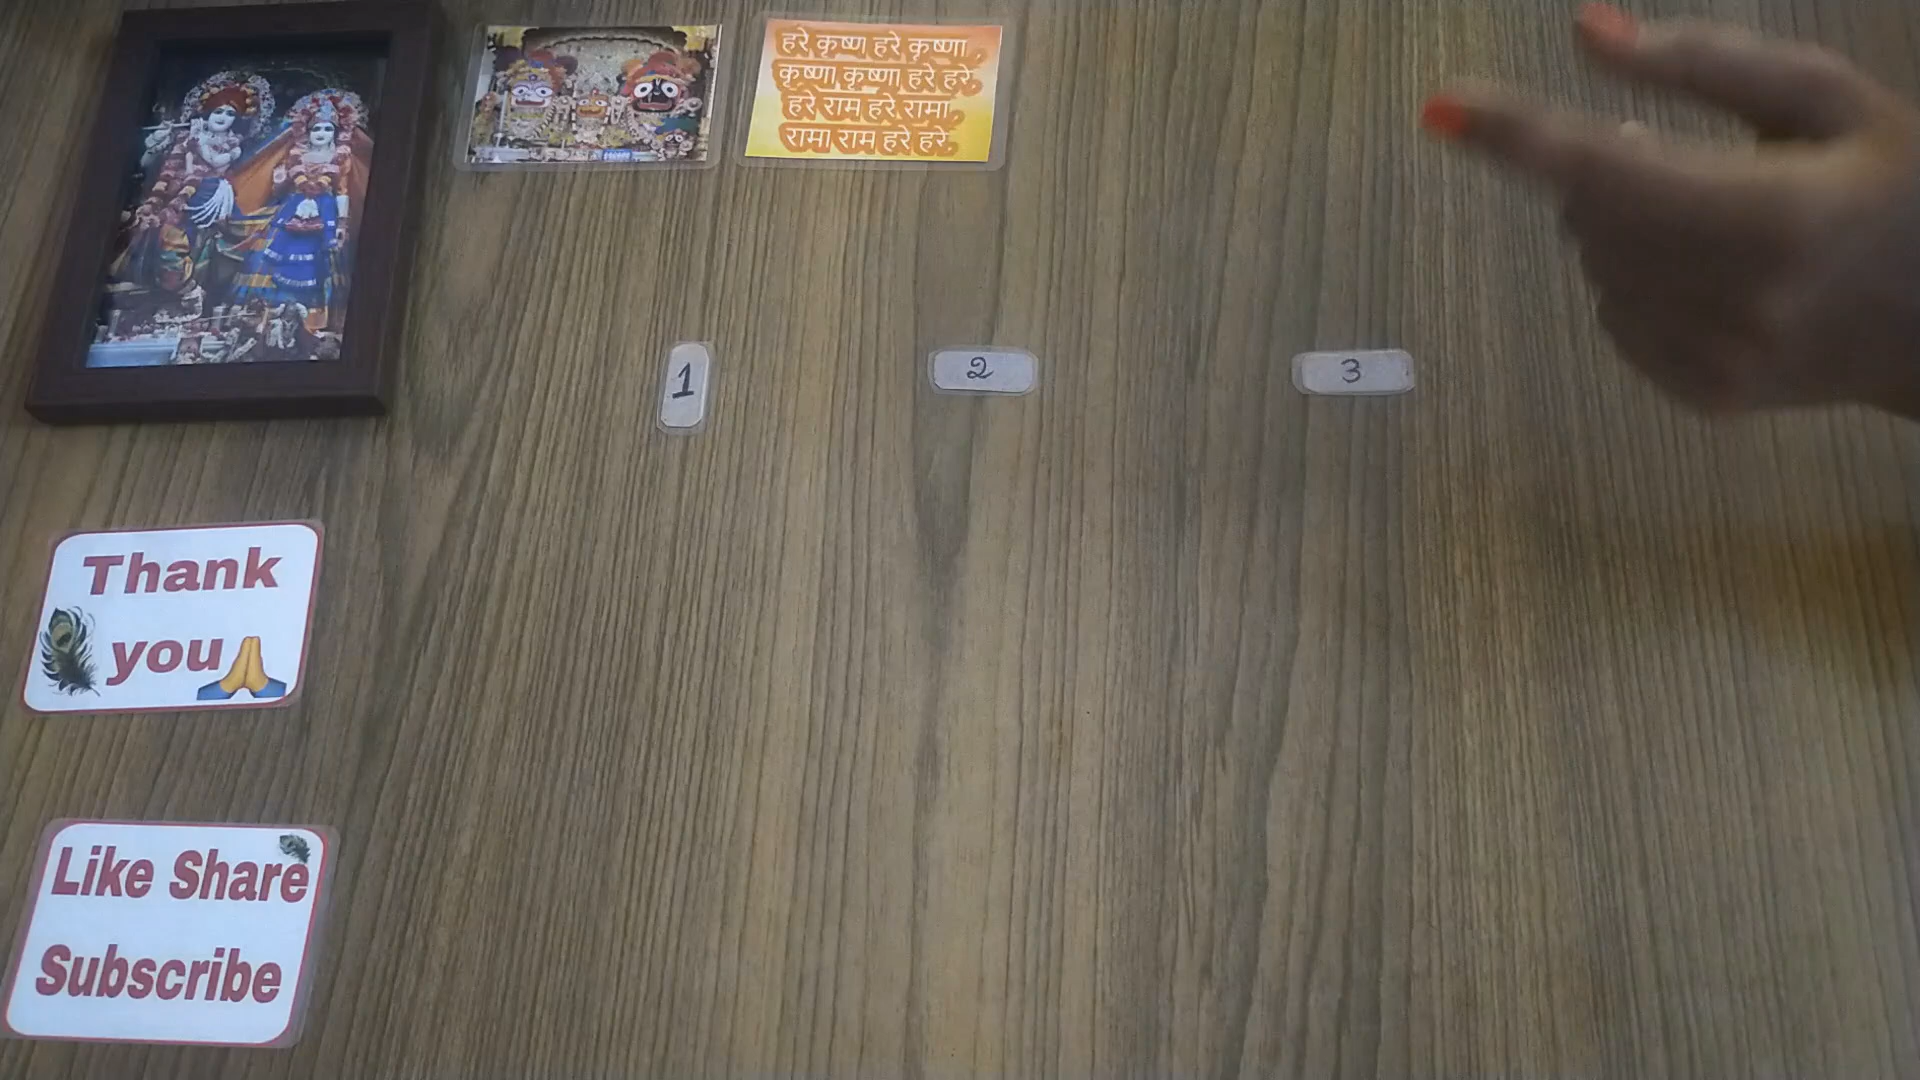 हरे कृष्ण हरे कृष्णा,
कृष्णा कृष्णा हरे हरे,
हरे राम हरे रामा,
रामा राम हरे हरे.
1
2
3
Thank
you
Like Share
Subscribe